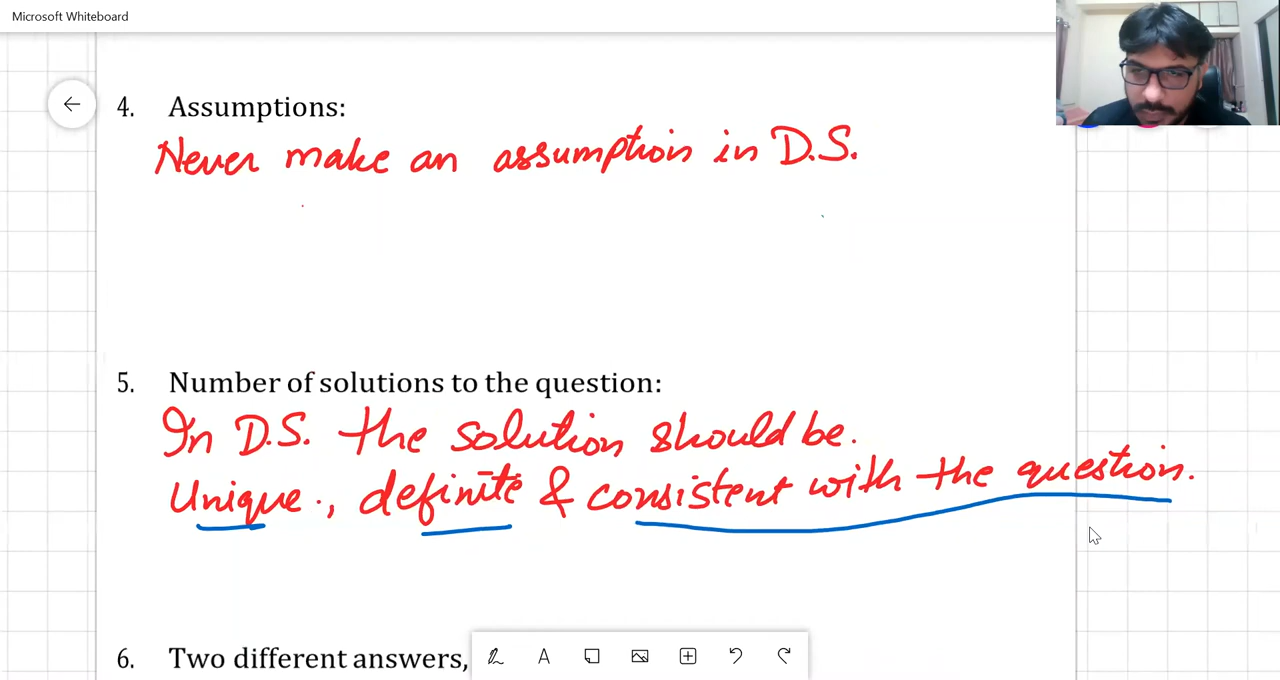 Microsoft Whiteboard
4. Assumptions:
Never make an assumption in D.S.
5. Number of solutions to the question:
In D.S. the solution should be.
Unique., definite & consistent with the question.
6. Two different answers,
A